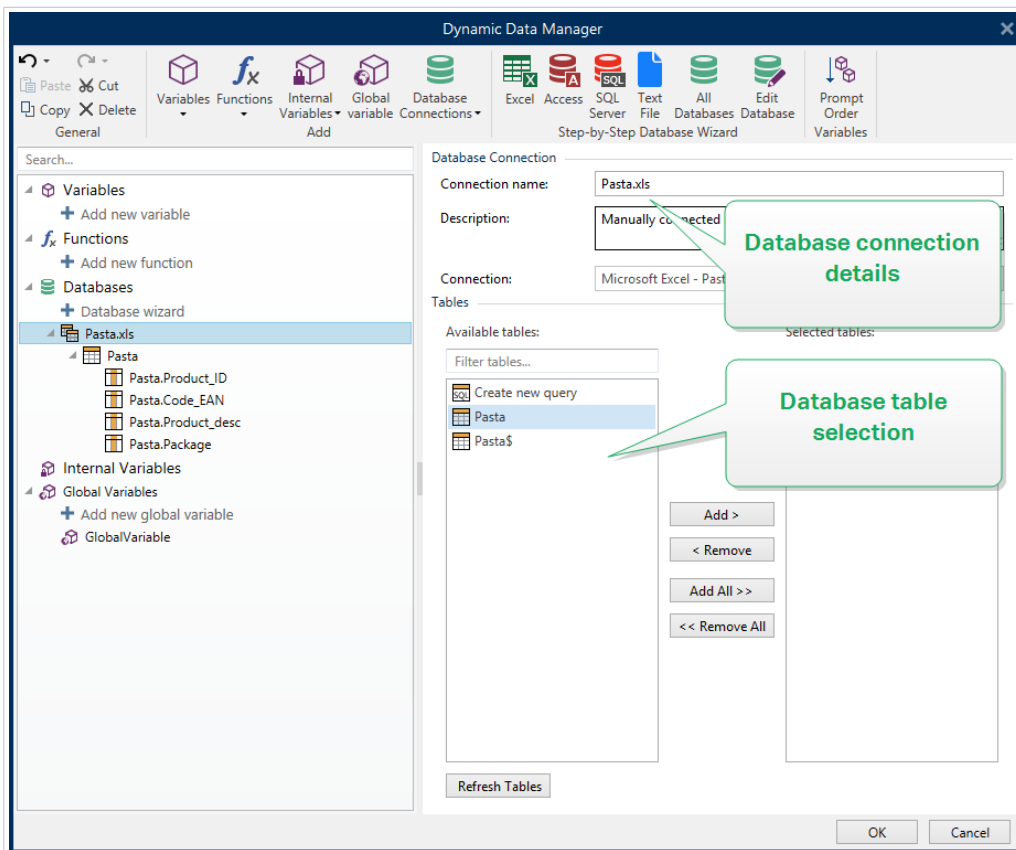 Dynamic Data Manager
Paste Cut
Copy Delete
General
Variables Functions Internal Variables Global variable Database Connections
Add
Excel Access SQL Server Text File All Databases Edit Database
Step-by-Step Database Wizard
Prompt Order
Variables
Search...
Variables
Add new variable
Functions
Add new function
Databases
Database wizard
Pasta.xls
Pasta
Pasta.Product_ID
Pasta.Code_EAN
Pasta.Product_desc
Pasta.Package
Internal Variables
Global Variables
Add new global variable
GlobalVariable
Database Connection
Connection name: Pasta.xls
Description: Manually connected
Connection: Microsoft Excel - Past
Database connection
details
Tables
Available tables: Selected tables:
Filter tables...
SQL Create new query
Pasta
Pasta$
Database table
selection
Add >
< Remove
Add All >>
<< Remove All
Refresh Tables
OK Cancel